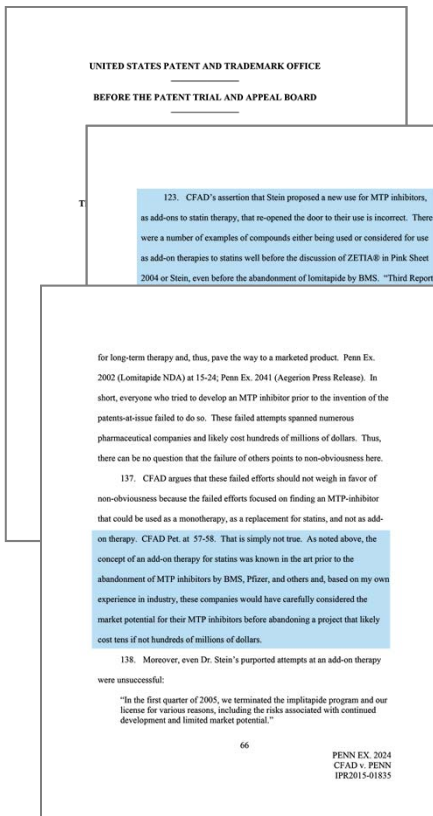 UNITED STATES PATENT AND TRADEMARK OFFICE
BEFORE THE PATENT TRIAL AND APPEAL BOARD
T
123. CFAD's assertion that Stein proposed a new use for MTP inhibitors,
as add-ons to statin therapy, that re-opened the door to their use is incorrect. There
were a number of examples of compounds either being used or considered for use
as add-on therapies to statins well before the discussion of ZETIA® in Pink Sheet
2004 or Stein, even before the abandonment of lomitapide by BMS. "Third Report
for long-term therapy and, thus, pave the way to a marketed product. Penn Ex.
2002 (Lomitapide NDA) at 15-24; Penn Ex. 2041 (Aegerion Press Release). In
short, everyone who tried to develop an MTP inhibitor prior to the invention of the
patents-at-issue failed to do so. These failed attempts spanned numerous
pharmaceutical companies and likely cost hundreds of millions of dollars. Thus,
there can be no question that the failure of others points to non-obviousness here.
137. CFAD argues that these failed efforts should not weigh in favor of
non-obviousness because the failed efforts focused on finding an MTP-inhibitor
that could be used as a monotherapy, as a replacement for statins, and not as add-
on therapy. CFAD Pet. at 57-58. That is simply not true. As noted above, the
concept of an add-on therapy for statins was known in the art prior to the
abandonment of MTP inhibitors by BMS, Pfizer, and others and, based on my own
experience in industry, these companies would have carefully considered the
market potential for their MTP inhibitors before abandoning a project that likely
cost tens if not hundreds of millions of dollars.
138. Moreover, even Dr. Stein's purported attempts at an add-on therapy
were unsuccessful:
"In the first quarter of 2005, we terminated the implitapide program and our
license for various reasons, including the risks associated with continued
development and limited market potential."
66
PENN EX. 2024
CFAD v. PENN
IPR2015-01835